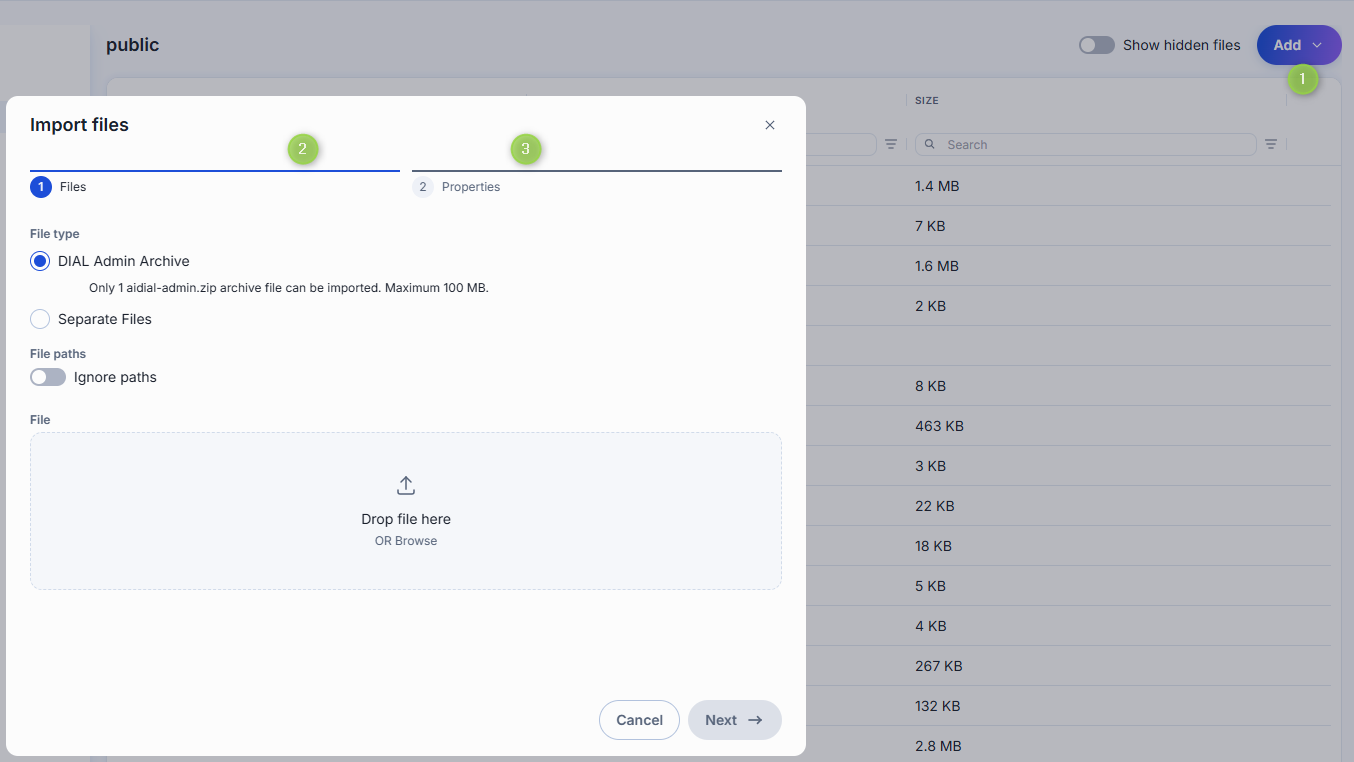 public
Show hidden files
Add
1
Import files
2
3
SIZE
Search
1 Files
2 Properties
File type
DIAL Admin Archive
Only 1 aidial-admin.zip archive file can be imported. Maximum 100 MB.
Separate Files
File paths
Ignore paths
File
Drop file here
OR Browse
Cancel
Next
1.4 MB
7 KB
1.6 MB
2 KB
8 KB
463 KB
3 KB
22 KB
18 KB
5 KB
4 KB
267 KB
132 KB
2.8 MB